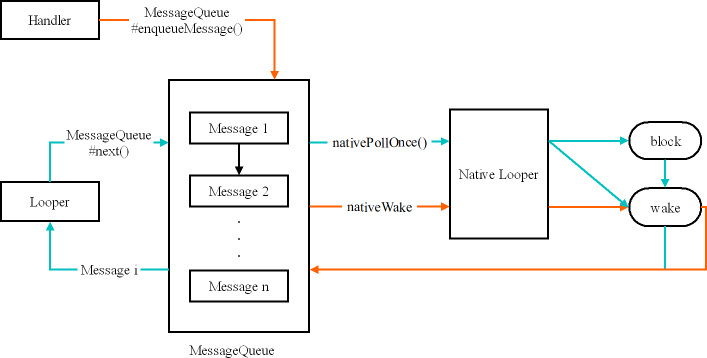 Handler
MessageQueue
#enqueueMessage()
MessageQueue
#next()
Looper
Message i
Message 1
Message 2
.
.
.
Message n
MessageQueue
nativePollOnce()
nativeWake
Native Looper
block
wake